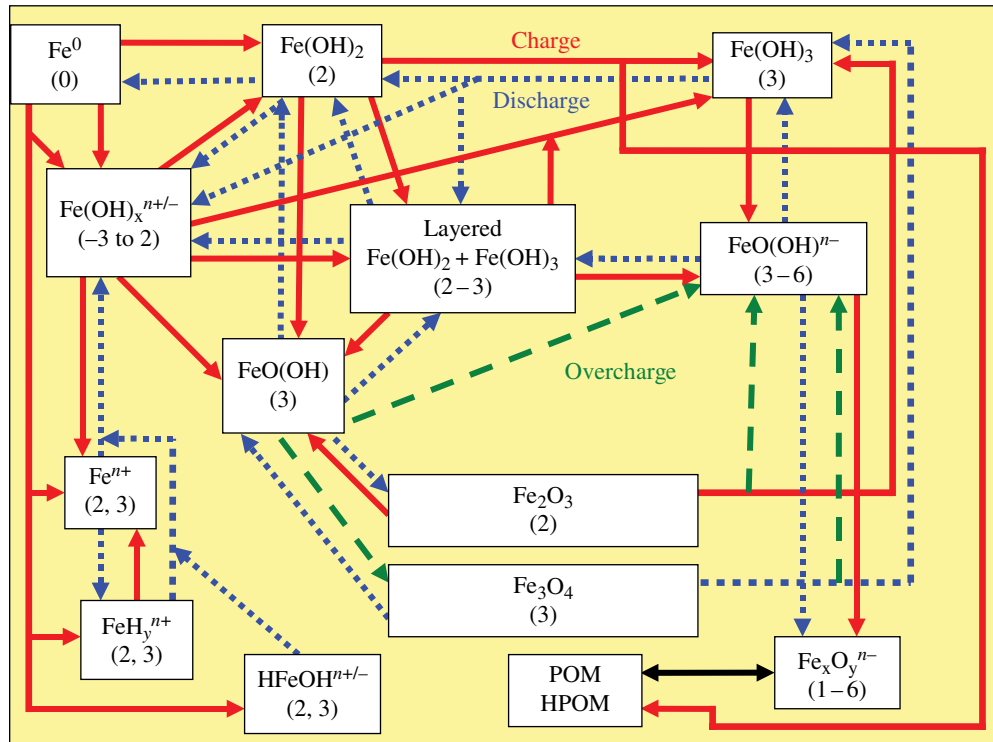 Fe⁰
(0)
Fe(OH)₂
(2)
Charge
Fe(OH)₃
(3)
Discharge
Fe(OH)ₓⁿ⁺/⁻
(–3 to 2)
Layered
Fe(OH)₂ + Fe(OH)₃
(2 – 3)
FeO(OH)ⁿ⁻
(3 – 6)
FeO(OH)
(3)
Overcharge
Feⁿ⁺
(2, 3)
Fe₂O₃
(2)
Fe₃O₄
(3)
FeHᵧⁿ⁺
(2, 3)
HFeOHⁿ⁺/⁻
(2, 3)
POM
HPOM
FeₓOᵧⁿ⁻
(1 – 6)